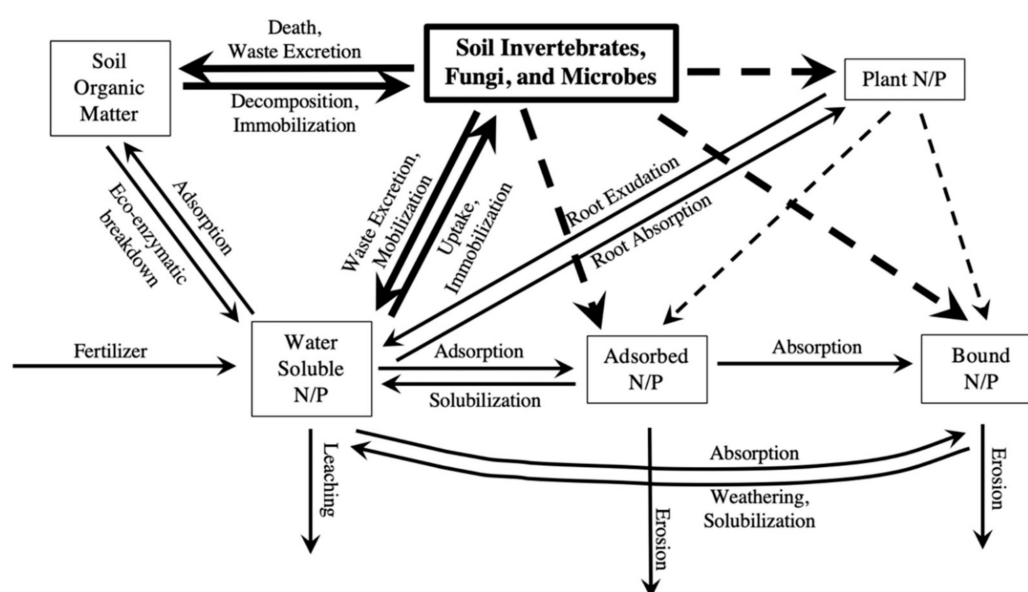 Death,
Waste Excretion
Soil Invertebrates,
Fungi, and Microbes
Soil
Organic
Matter
Plant N/P
Decomposition,
Immobilization
Adsorption
Eco-enzymatic
breakdown
Waste Excretion,
Mobilization
Uptake,
Immobilization
Root Exudation
Root Absorption
Fertilizer
Water
Soluble
N/P
Adsorption
Solubilization
Adsorbed
N/P
Absorption
Bound
N/P
Leaching
Absorption
Weathering,
Solubilization
Erosion
Erosion